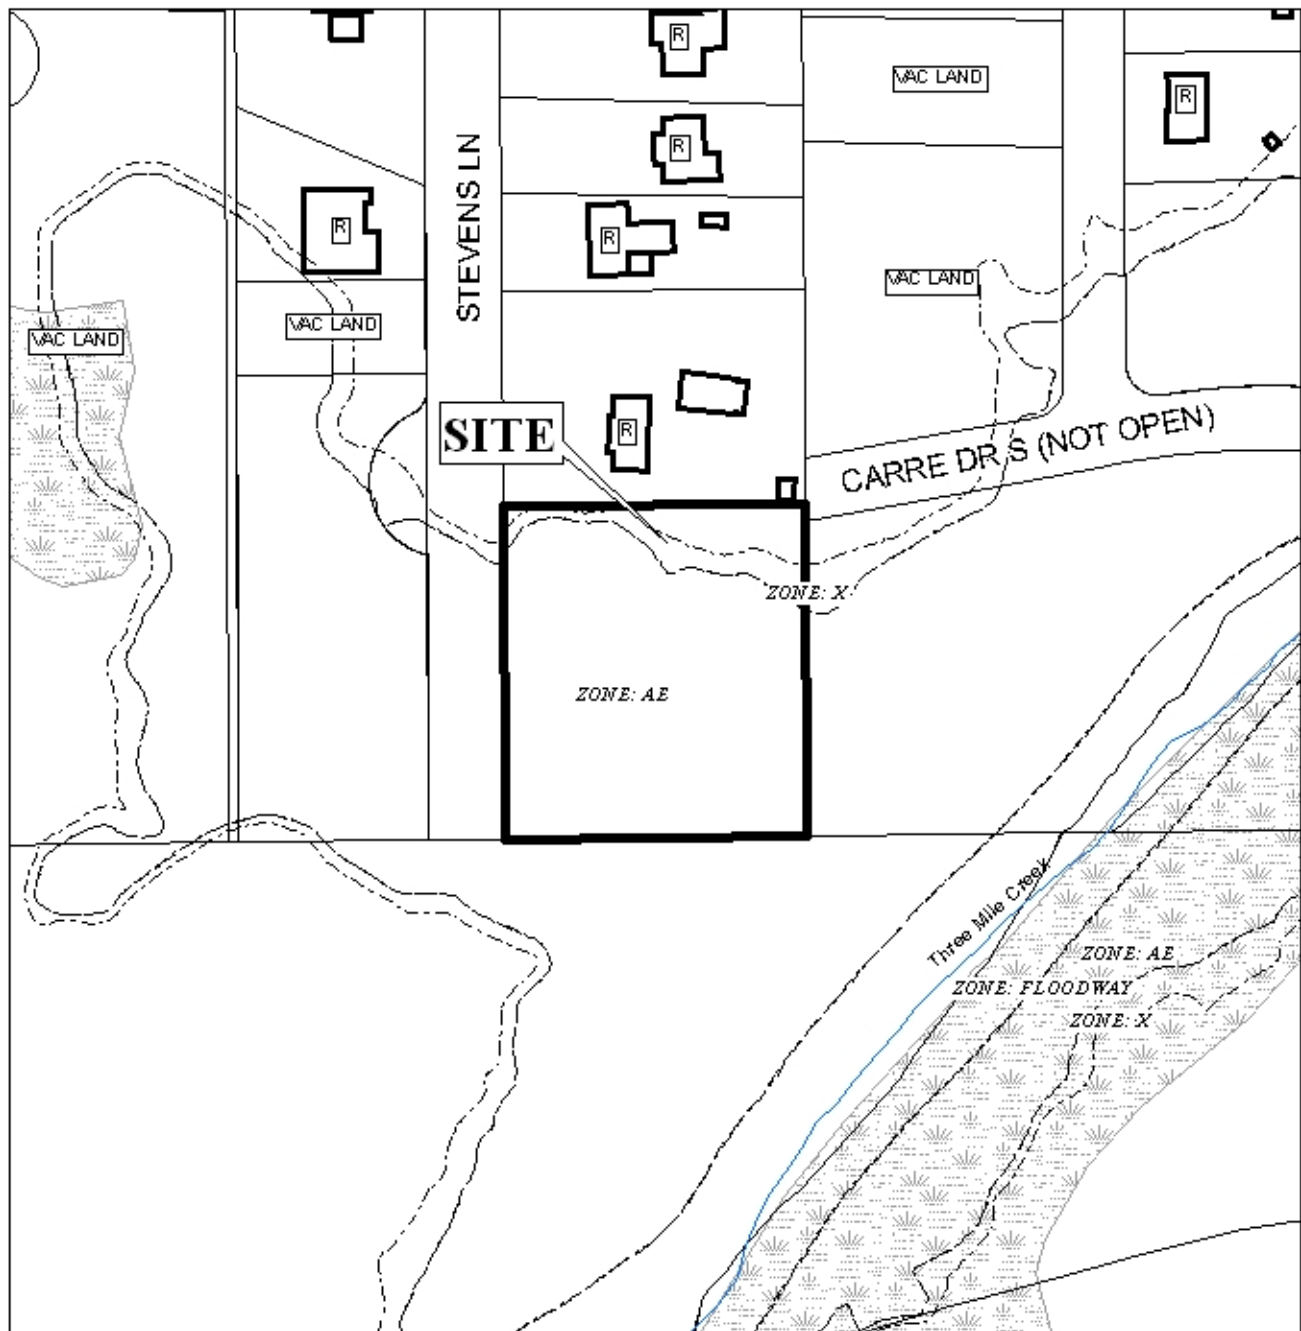 R
VAC LAND
R
R
STEVENS LN
R
R
VAC LAND
VAC LAND
VAC LAND
SITE
R
CARRE DR S (NOT OPEN)
ZONE: X
ZONE: AE
Three Mile Creek
ZONE: AE
ZONE: FLOODWAY
ZONE: X